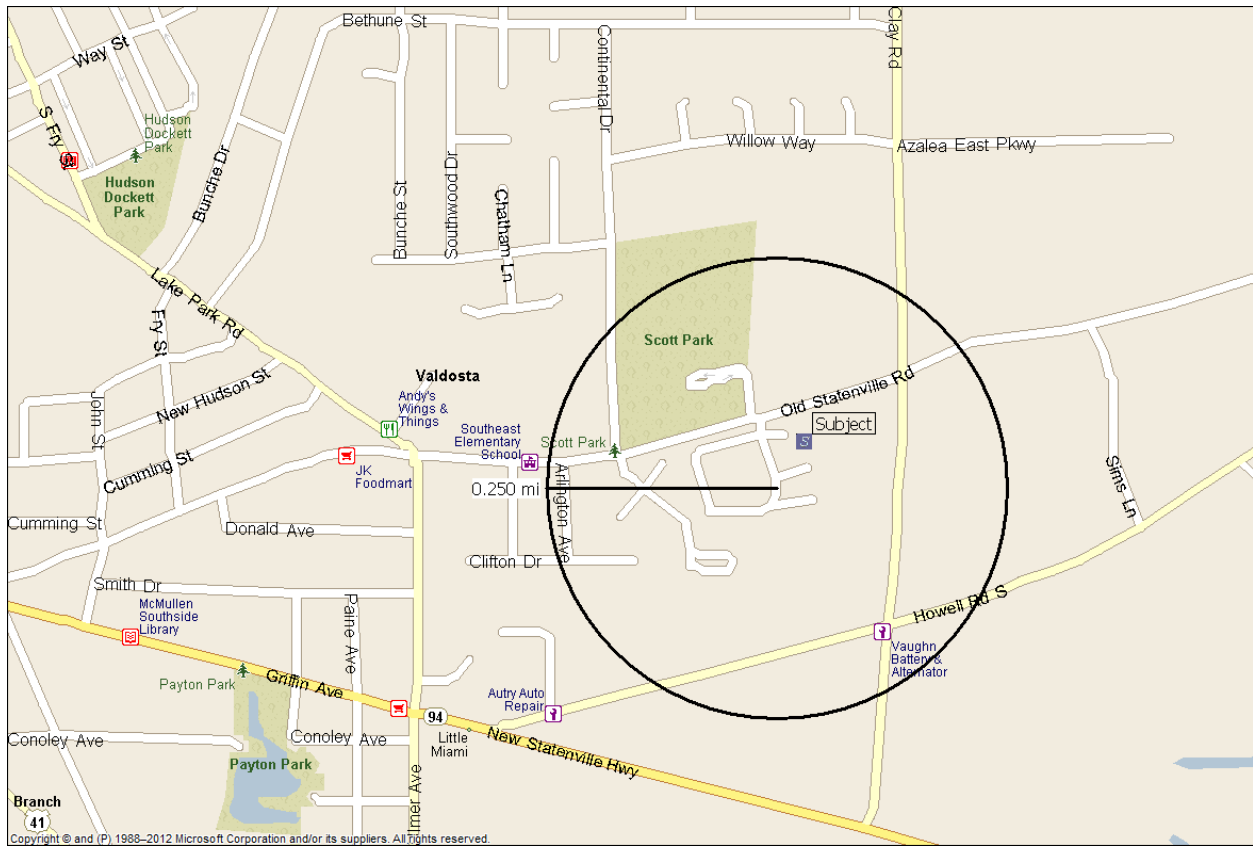 Bethune St
Clay Rd
Way St
Continental Dr
S Fry St
Hudson
Dockett
Park
Willow Way
Azalea East Pkwy
Hudson
Dockett
Park
Bunche Dr
Bunche St
Southwood Dr
Chatham Ln
Lake Park Rd
Fry St
Scott Park
Valdosta
New Hudson St
John St
Andy's
Wings &
Things
Old Statenville Rd
Subject
S
Southeast
Elementary
School
Scott Park
Cumming St
JK
Foodmart
0.250 mi
Arlington Ave
Sims Ln
Cumming St
Donald Ave
Clifton Dr
Smith Dr
McMullen
Southside
Library
Paine Ave
Howell Rd S
Vaughn
Battery &
Alternator
Payton Park
Griffin Ave
Autry Auto
Repair
94
Little
Miami
New Statenville Hwy
Conoley Ave
Conoley Ave
Payton Park
Branch
41
Copyright © and (P) 1988–2012 Microsoft Corporation and/or its suppliers. All rights reserved.